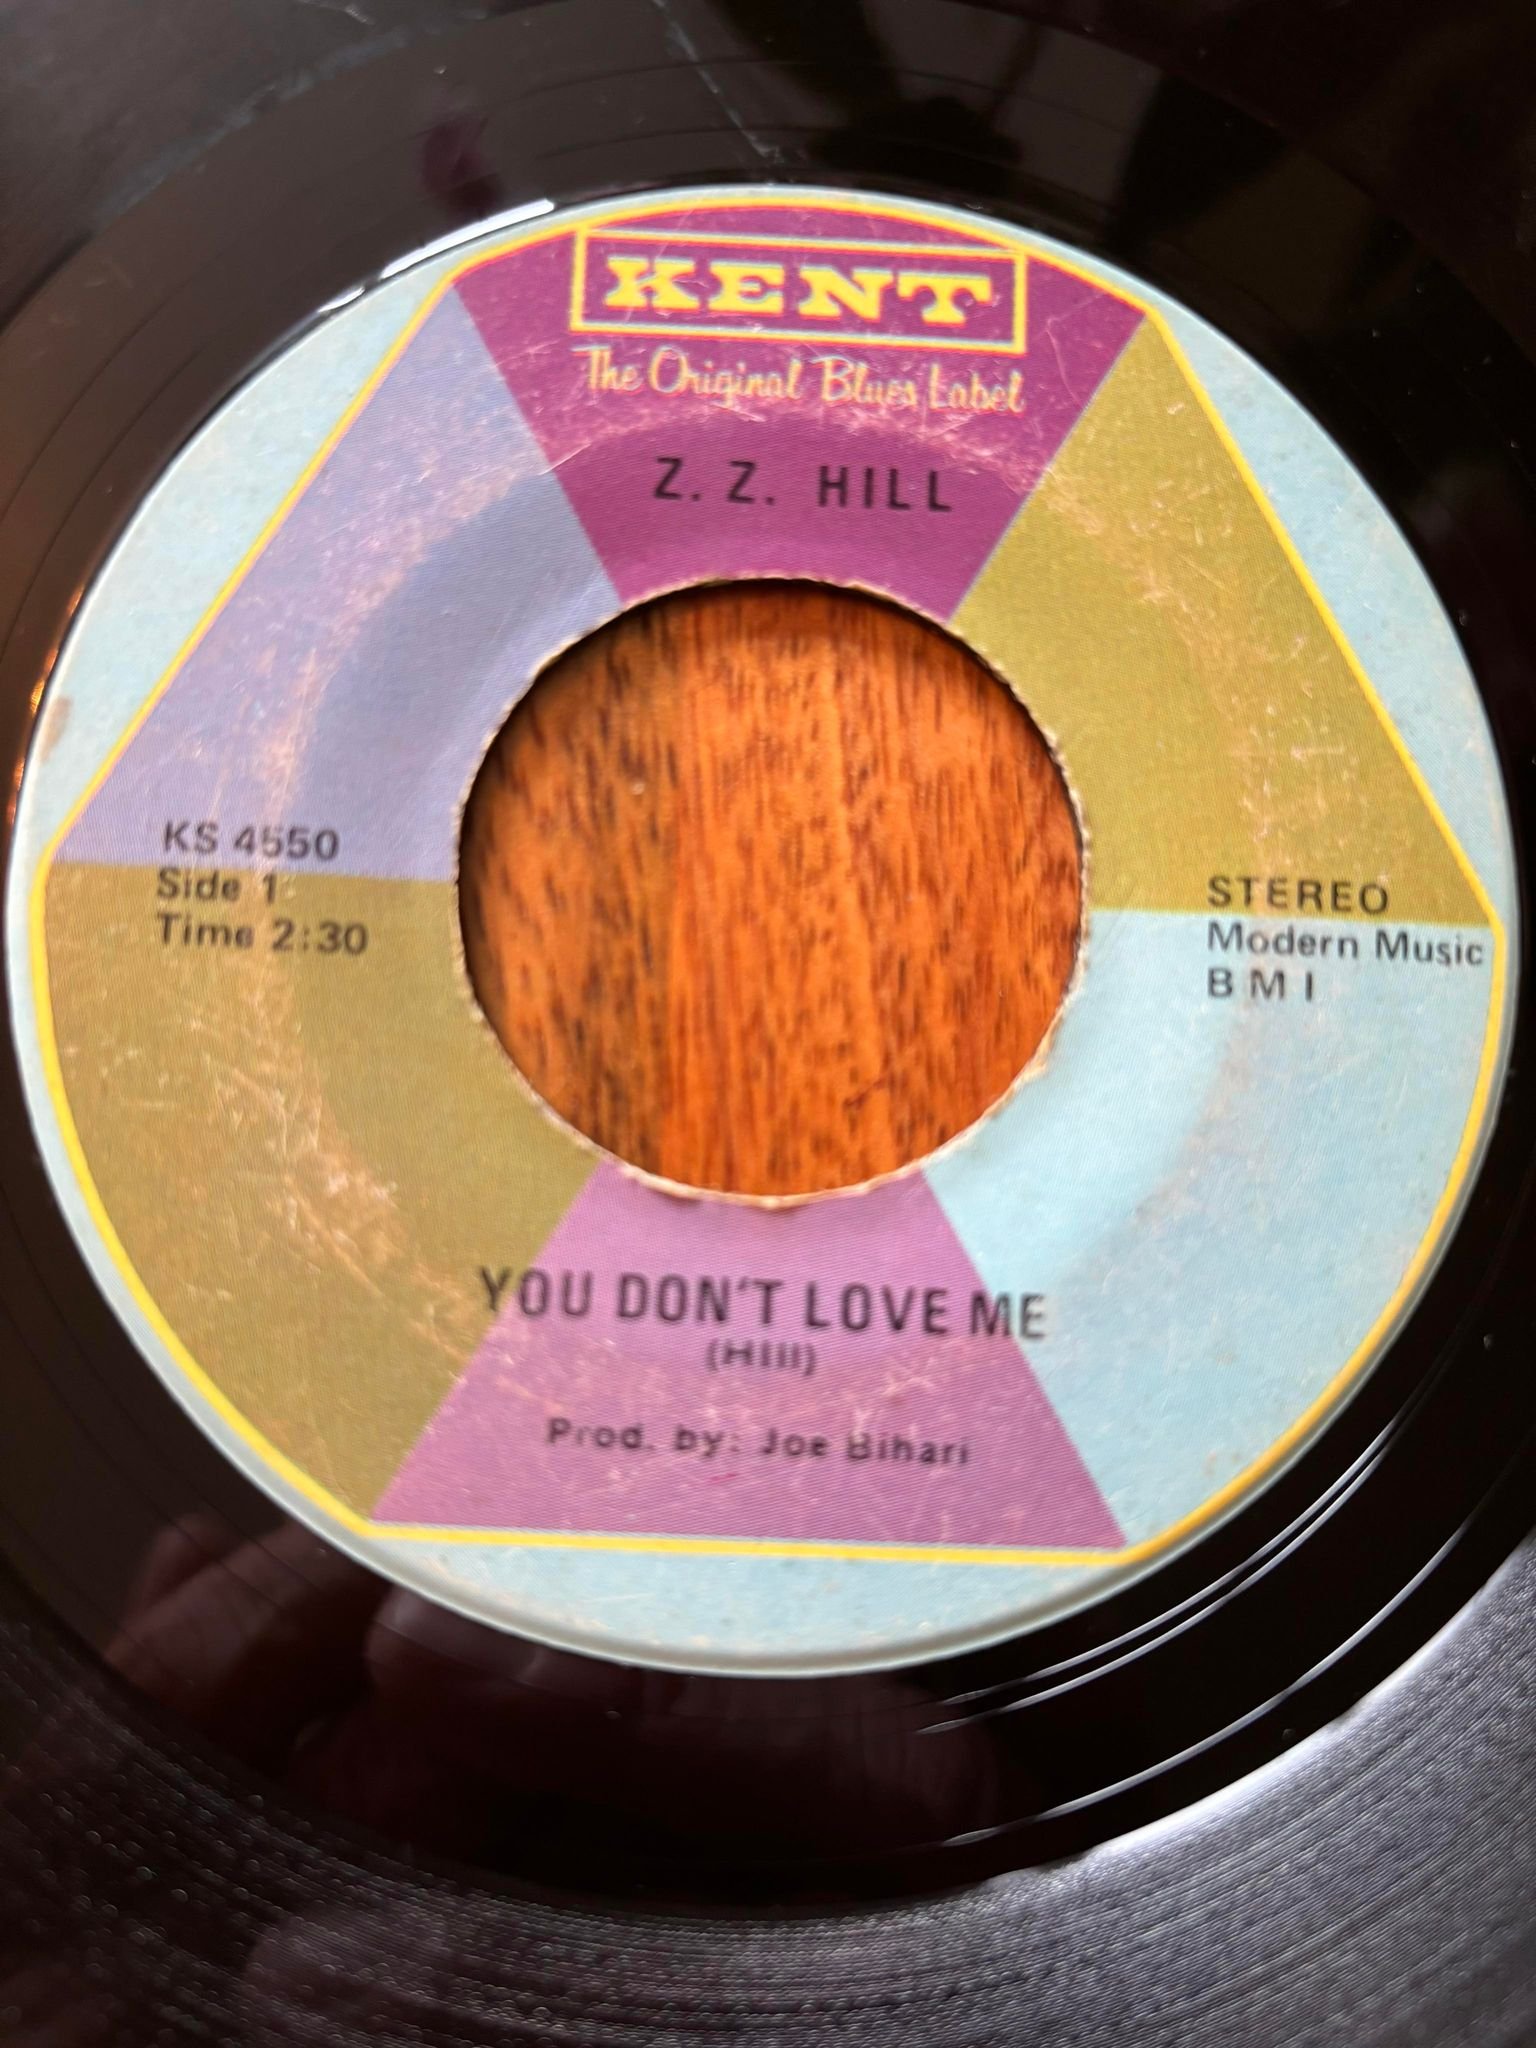 KENT
The Original Blues Label
Z. Z. HILL
KS 4550
Side 1
Time 2:30
STEREO
Modern Music
B M I
YOU DON'T LOVE ME
(Hill)
Prod. by: Joe Bihari